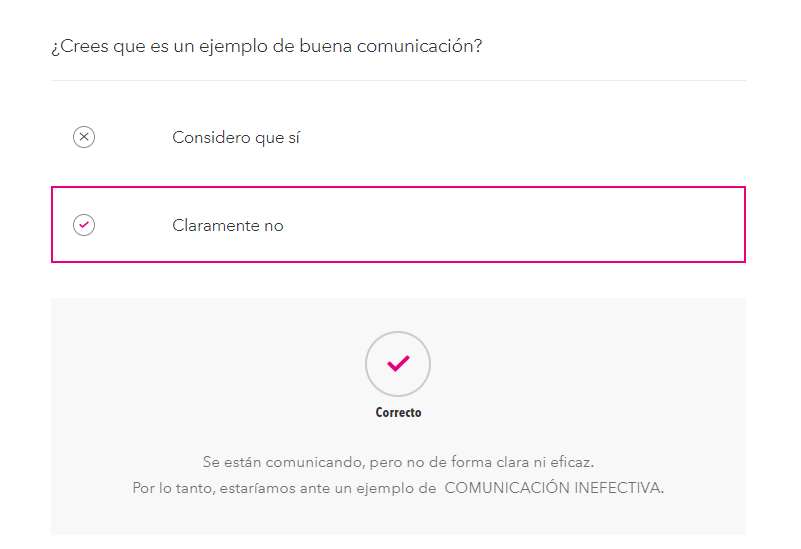 ¿Crees que es un ejemplo de buena comunicación?
Considero que sí
Claramente no
Correcto
Se están comunicando, pero no de forma clara ni eficaz.
Por lo tanto, estaríamos ante un ejemplo de COMUNICACIÓN INEFECTIVA.